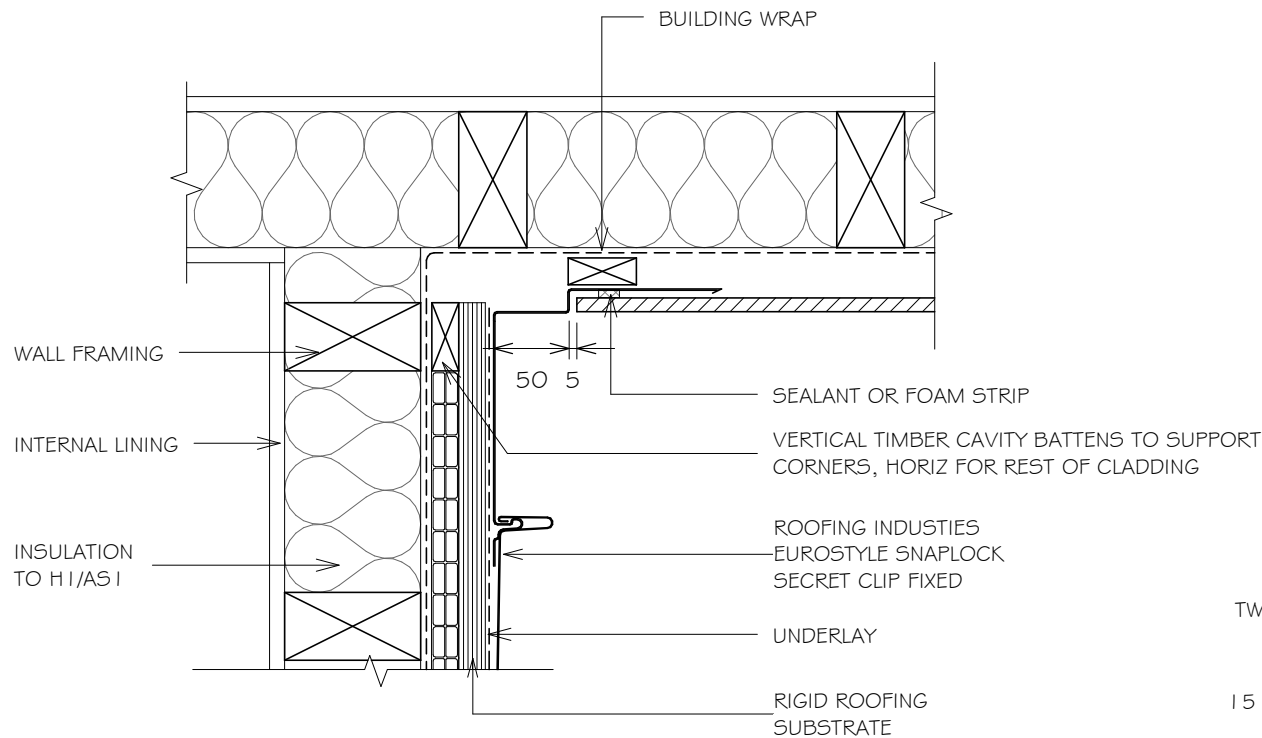 BUILDING WRAP
WALL FRAMING
50 5
SEALANT OR FOAM STRIP
INTERNAL LINING
VERTICAL TIMBER CAVITY BATTENS TO SUPPORT
CORNERS, HORIZ FOR REST OF CLADDING
ROOFING INDUSTIES
EUROSTYLE SNAPLOCK
SECRET CLIP FIXED
INSULATION
TO H1/AS1
TW
UNDERLAY
RIGID ROOFING
SUBSTRATE
15